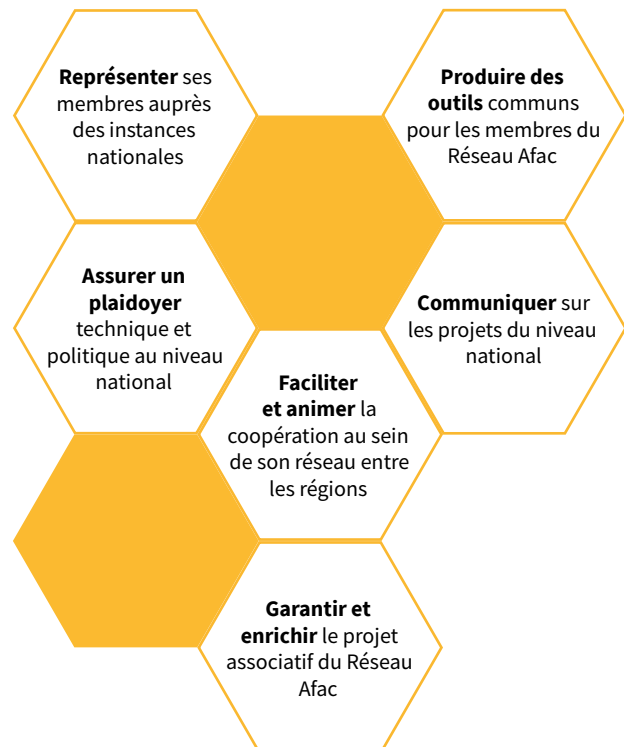 Représenter ses
membres auprès
des instances
nationales
Produire des
outils communs
pour les membres du
Réseau Afac
Assurer un
plaidoyer
technique et
politique au niveau
national
Communiquer sur
les projets du niveau
national
Faciliter
et animer la
coopération au sein
de son réseau entre
les régions
Garantir et
enrichir le projet
associatif du Réseau
Afac